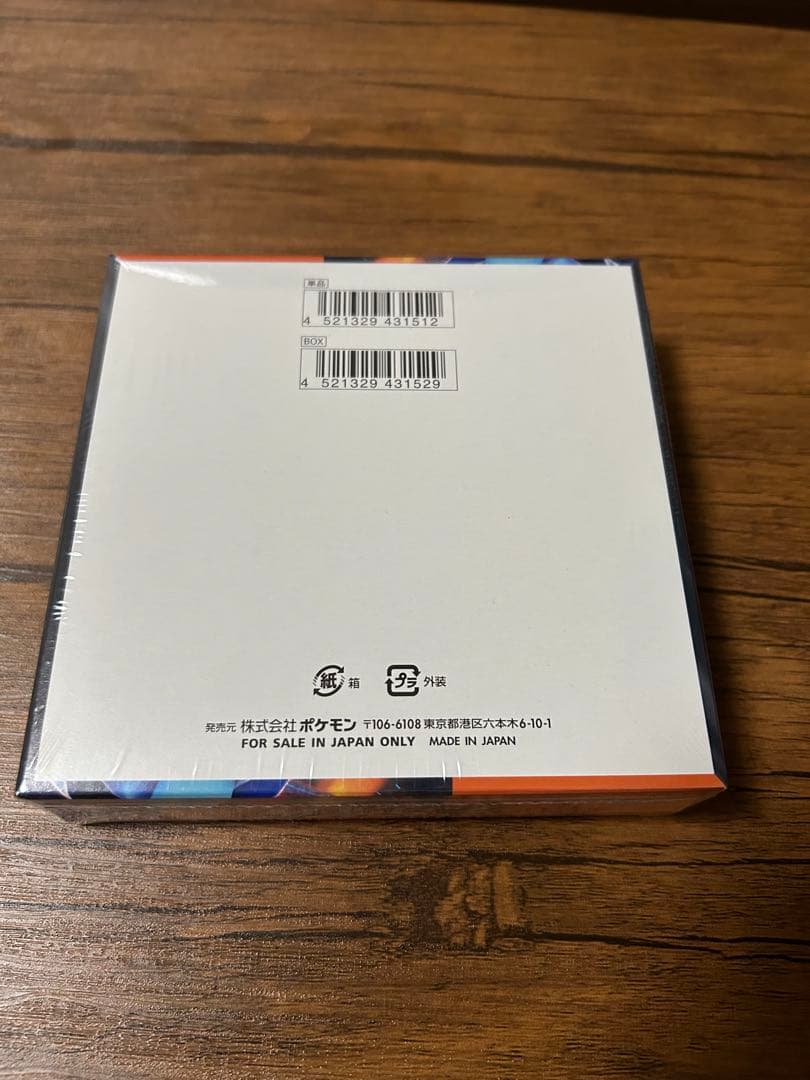 単品
4 521329 431512
BOX
4 521329 431529
紙 箱 プラ 外装
発売元 株式会社ポケモン 〒106-6108 東京都港区六本木6-10-1
FOR SALE IN JAPAN ONLY MADE IN JAPAN